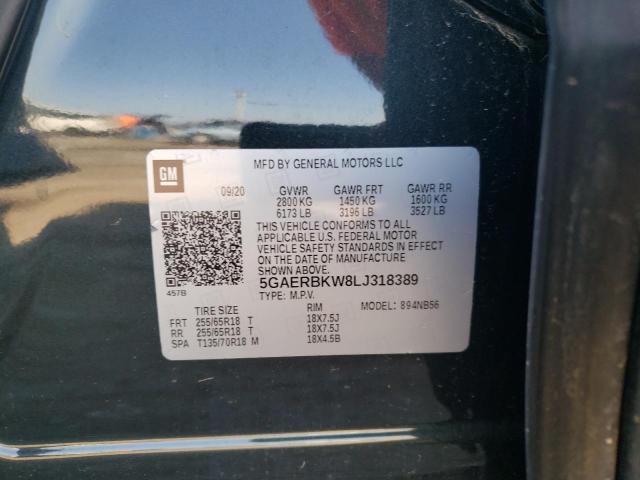 MFD BY GENERAL MOTORS LLC
GM
09/20 GVWR GAWR FRT GAWR RR
2800 KG 1450 KG 1600 KG
6173 LB 3196 LB 3527 LB
THIS VEHICLE CONFORMS TO ALL
APPLICABLE U.S. FEDERAL MOTOR
VEHICLE SAFETY STANDARDS IN EFFECT
ON THE DATE OF MANUFACTURE
SHOWN ABOVE.
5GAERBKW8LJ318389
457B TYPE: M.P.V.
TIRE SIZE RIM MODEL: 894NB56
FRT 255/65R18 T 18X7.5J
RR 255/65R18 T 18X7.5J
SPA T135/70R18 M 18X4.5B